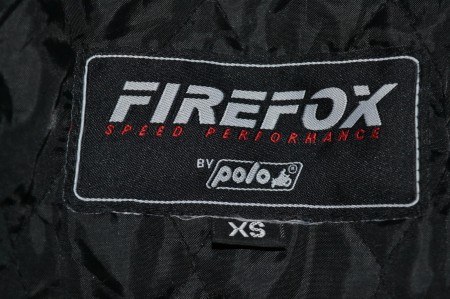 FIREFOX
SPEED PERFORMANCE
BY polo ®
XS